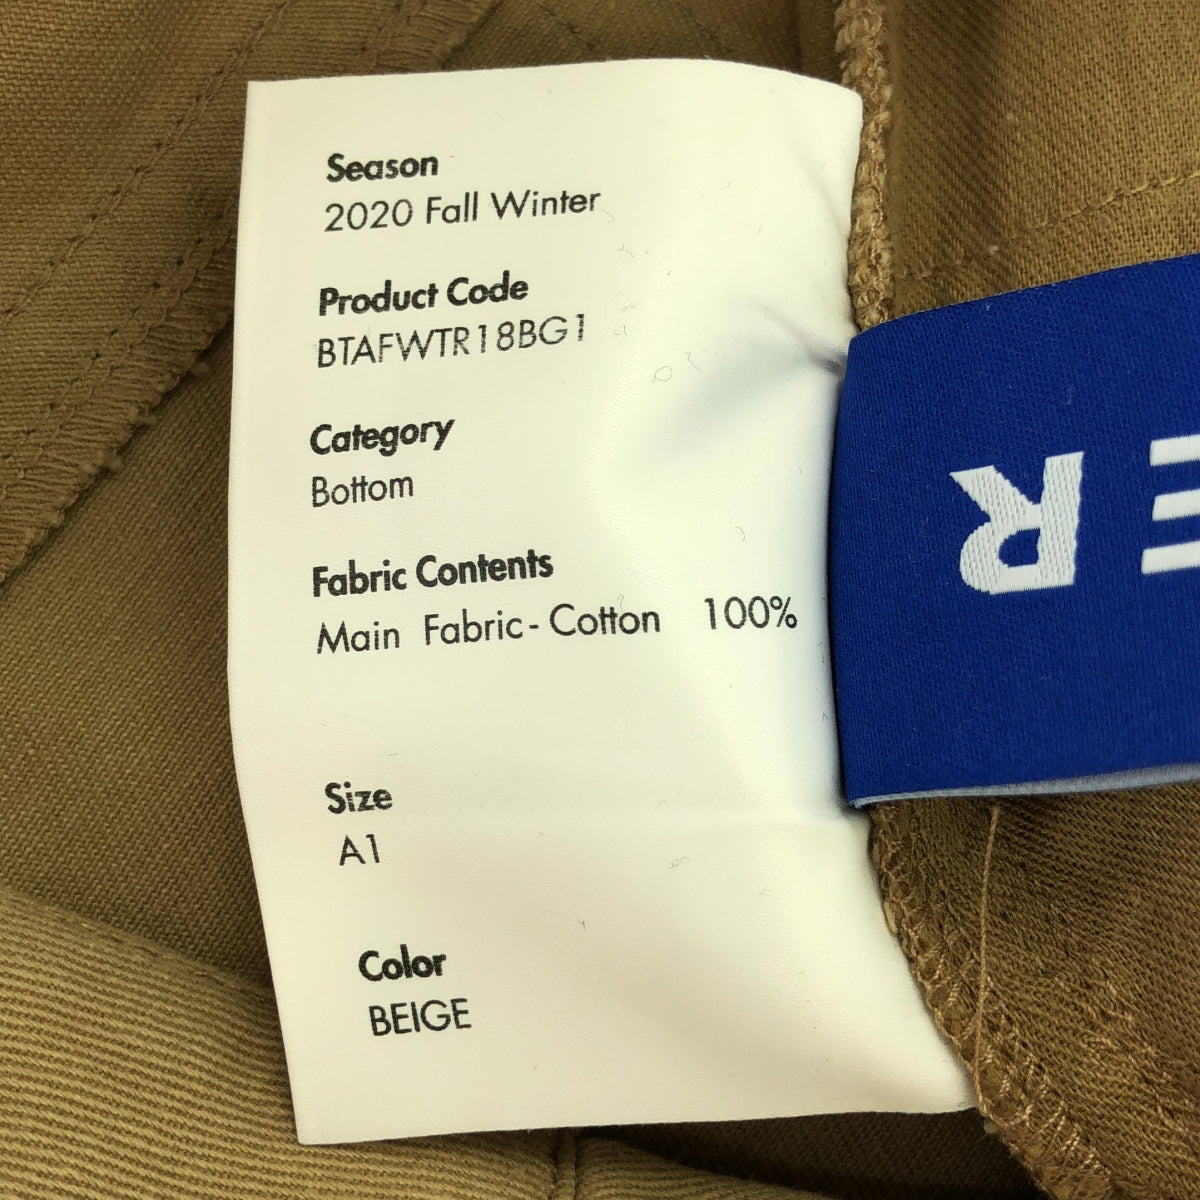 Season
2020 Fall Winter
Product Code
BTAFWTR18BG1
Category
Bottom
Fabric Contents
Main Fabric - Cotton 100%
Size
A1
Color
BEIGE
ER